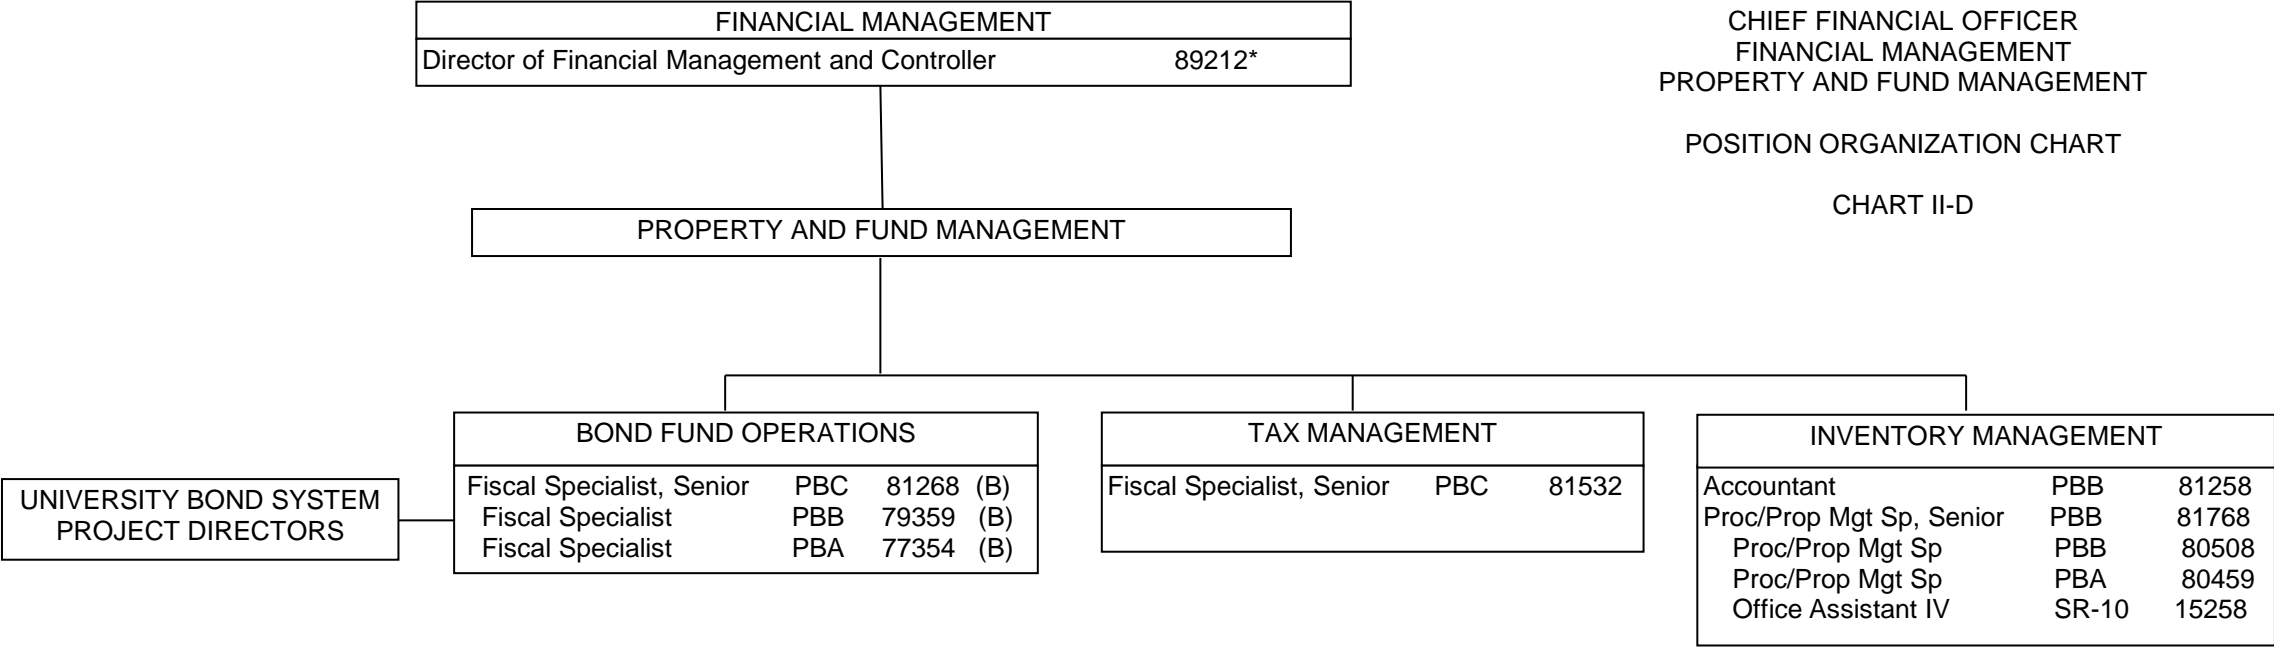 FINANCIAL MANAGEMENT
Director of Financial Management and Controller 89212*
CHIEF FINANCIAL OFFICER
FINANCIAL MANAGEMENT
PROPERTY AND FUND MANAGEMENT
POSITION ORGANIZATION CHART
CHART II-D
PROPERTY AND FUND MANAGEMENT
UNIVERSITY BOND SYSTEM
PROJECT DIRECTORS
BOND FUND OPERATIONS
Fiscal Specialist, Senior PBC 81268 (B)
Fiscal Specialist PBB 79359 (B)
Fiscal Specialist PBA 77354 (B)
TAX MANAGEMENT
Fiscal Specialist, Senior PBC 81532
INVENTORY MANAGEMENT
Accountant PBB 81258
Proc/Prop Mgt Sp, Senior PBB 81768
Proc/Prop Mgt Sp PBB 80508
Proc/Prop Mgt Sp PBA 80459
Office Assistant IV SR-10 15258